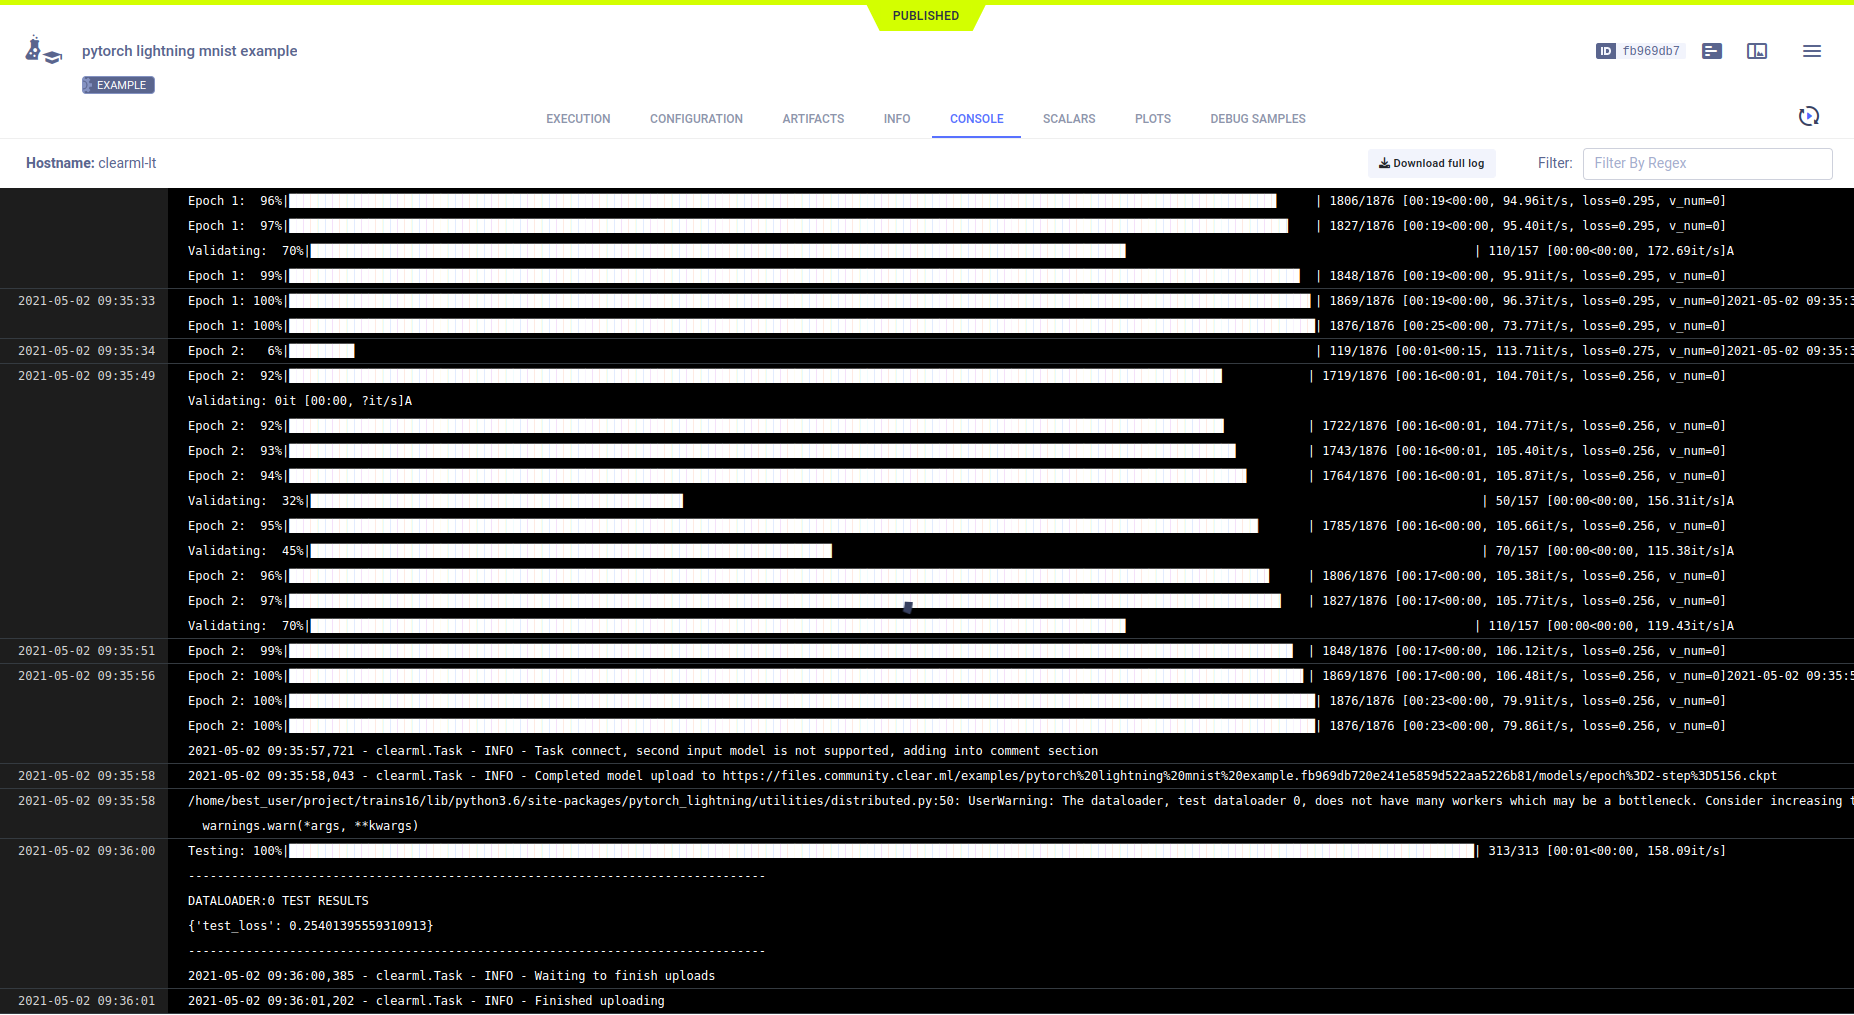 PUBLISHED
pytorch lightning mnist example
ID fb969db7
EXAMPLE
EXECUTION CONFIGURATION ARTIFACTS INFO CONSOLE SCALARS PLOTS DEBUG SAMPLES
Hostname: clearml-lt Download full log Filter: Filter By Regex
Epoch 1: 96%| | 1806/1876 [00:19<00:00, 94.96it/s, loss=0.295, v_num=0]
Epoch 1: 97%| | 1827/1876 [00:19<00:00, 95.40it/s, loss=0.295, v_num=0]
Validating: 70%| | 110/157 [00:00<00:00, 172.69it/s]A
Epoch 1: 99%| | 1848/1876 [00:19<00:00, 95.91it/s, loss=0.295, v_num=0]
2021-05-02 09:35:33 Epoch 1: 100%| | 1869/1876 [00:19<00:00, 96.37it/s, loss=0.295, v_num=0]2021-05-02 09:35:3
Epoch 1: 100%| | 1876/1876 [00:25<00:00, 73.77it/s, loss=0.295, v_num=0]
2021-05-02 09:35:34 Epoch 2: 6%| | 119/1876 [00:01<00:15, 113.71it/s, loss=0.275, v_num=0]2021-05-02 09:35:3
2021-05-02 09:35:49 Epoch 2: 92%| | 1719/1876 [00:16<00:01, 104.70it/s, loss=0.256, v_num=0]
Validating: 0it [00:00, ?it/s]A
Epoch 2: 92%| | 1722/1876 [00:16<00:01, 104.77it/s, loss=0.256, v_num=0]
Epoch 2: 93%| | 1743/1876 [00:16<00:01, 105.40it/s, loss=0.256, v_num=0]
Epoch 2: 94%| | 1764/1876 [00:16<00:01, 105.87it/s, loss=0.256, v_num=0]
Validating: 32%| | 50/157 [00:00<00:00, 156.31it/s]A
Epoch 2: 95%| | 1785/1876 [00:16<00:00, 105.66it/s, loss=0.256, v_num=0]
Validating: 45%| | 70/157 [00:00<00:00, 115.38it/s]A
Epoch 2: 96%| | 1806/1876 [00:17<00:00, 105.38it/s, loss=0.256, v_num=0]
Epoch 2: 97%| | 1827/1876 [00:17<00:00, 105.77it/s, loss=0.256, v_num=0]
Validating: 70%| | 110/157 [00:00<00:00, 119.43it/s]A
2021-05-02 09:35:51 Epoch 2: 99%| | 1848/1876 [00:17<00:00, 106.12it/s, loss=0.256, v_num=0]
2021-05-02 09:35:56 Epoch 2: 100%| | 1869/1876 [00:17<00:00, 106.48it/s, loss=0.256, v_num=0]2021-05-02 09:35:5
Epoch 2: 100%| | 1876/1876 [00:23<00:00, 79.91it/s, loss=0.256, v_num=0]
Epoch 2: 100%| | 1876/1876 [00:23<00:00, 79.86it/s, loss=0.256, v_num=0]
2021-05-02 09:35:57,721 - clearml.Task - INFO - Task connect, second input model is not supported, adding into comment section
2021-05-02 09:35:58 2021-05-02 09:35:58,043 - clearml.Task - INFO - Completed model upload to https://files.community.clear.ml/examples/pytorch%20lightning%20mnist%20example.fb969db720e241e5859d522aa5226b81/models/epoch%3D2-step%3D5156.ckpt
2021-05-02 09:35:58 /home/best_user/project/trains16/lib/python3.6/site-packages/pytorch_lightning/utilities/distributed.py:50: UserWarning: The dataloader, test dataloader 0, does not have many workers which may be a bottleneck. Consider increasing t
warnings.warn(*args, **kwargs)
2021-05-02 09:36:00 Testing: 100%| | 313/313 [00:01<00:00, 158.09it/s]
--------------------------------------------------------------------------------
DATALOADER:0 TEST RESULTS
{'test_loss': 0.25401395559310913}
--------------------------------------------------------------------------------
2021-05-02 09:36:00,385 - clearml.Task - INFO - Waiting to finish uploads
2021-05-02 09:36:01 2021-05-02 09:36:01,202 - clearml.Task - INFO - Finished uploading